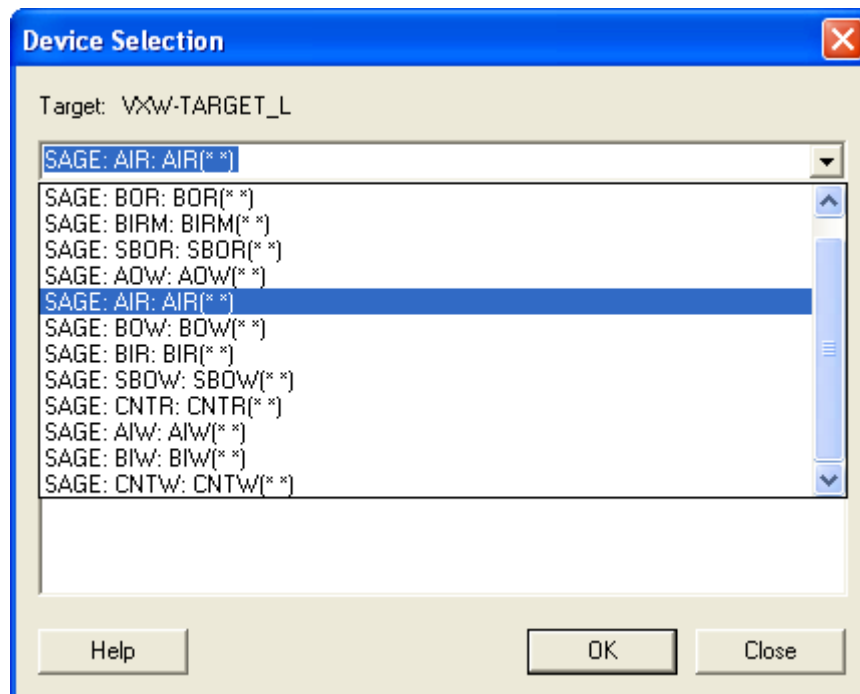 Device Selection
Target: VXW-TARGET_L
SAGE: AIR: AIR(* *)
SAGE: BOR: BOR(* *)
SAGE: BIRM: BIRM(* *)
SAGE: SBOR: SBOR(* *)
SAGE: AOW: AOW(* *)
SAGE: AIR: AIR(* *)
SAGE: BOW: BOW(* *)
SAGE: BIR: BIR(* *)
SAGE: SBOW: SBOW(* *)
SAGE: CNTR: CNTR(* *)
SAGE: AIW: AIW(* *)
SAGE: BIW: BIW(* *)
SAGE: CNTW: CNTW(* *)
Help OK Close